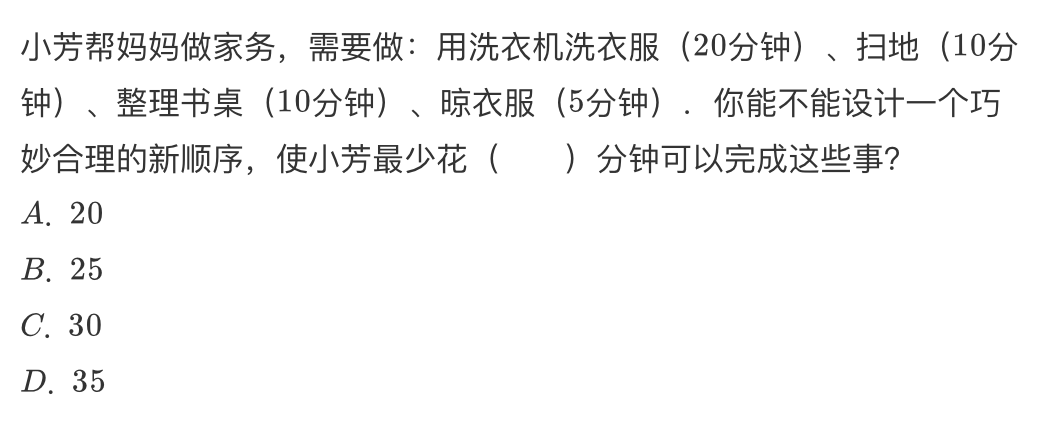 小芳帮妈妈做家务，需要做：用洗衣机洗衣服（20分钟）、扫地（10分
钟）、整理书桌（10分钟）、晾衣服（5分钟）．你能不能设计一个巧
妙合理的新顺序，使小芳最少花（　　）分钟可以完成这些事？
A. 20
B. 25
C. 30
D. 35